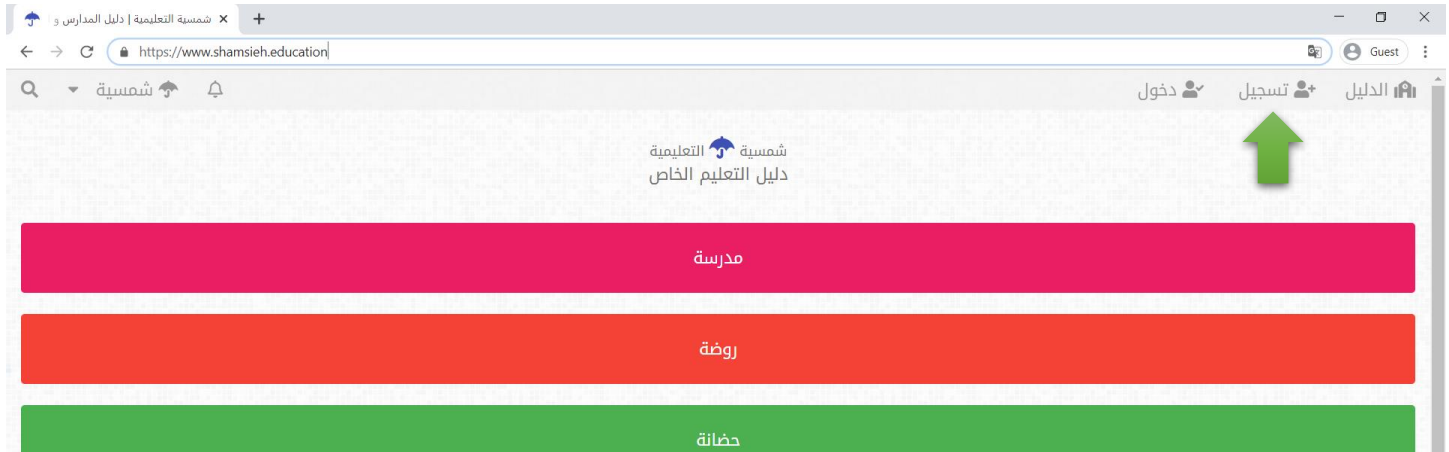 شمسية التعليمية | دليل المدارس و
https://www.shamsieh.education
Guest
الدليل
تسجيل
دخول
شمسية
شمسية التعليمية
دليل التعليم الخاص
مدرسة
روضة
حضانة